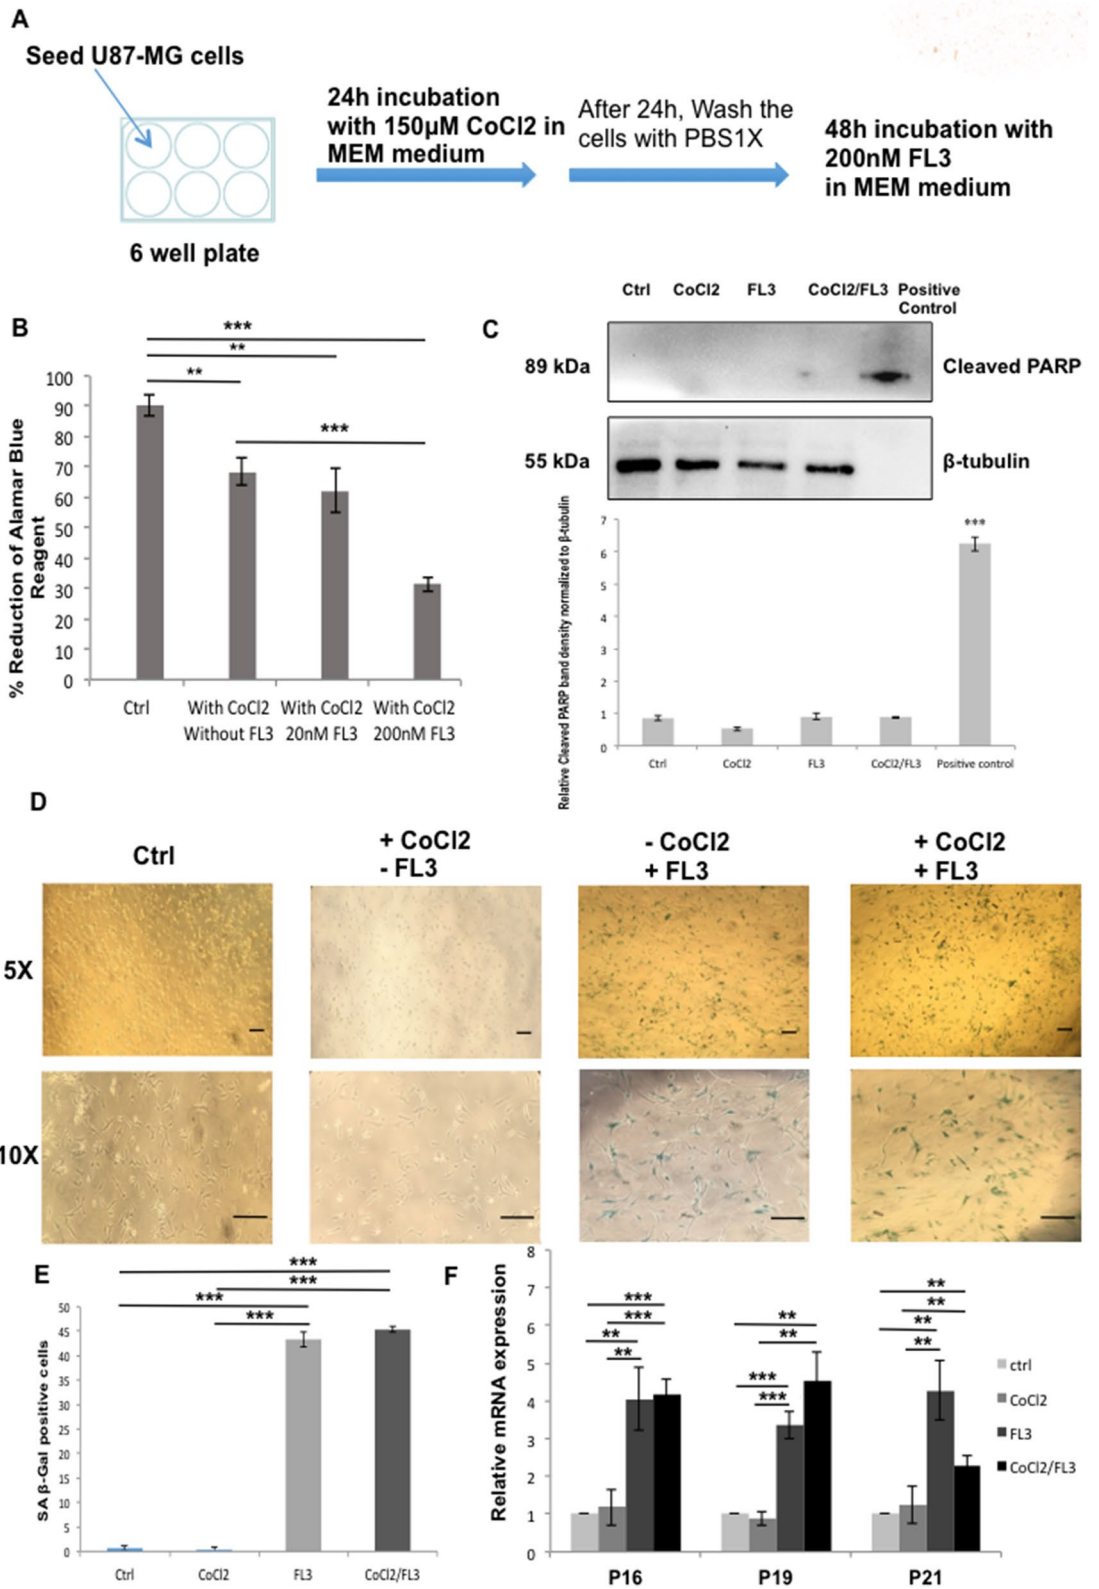 A
Seed U87-MG cells
24h incubation
with 150µM CoCl2 in
MEM medium
After 24h, Wash the
cells with PBS1X
48h incubation with
200nM FL3
in MEM medium
6 well plate
B
***
**
**
***
% Reduction of Alamar Blue
Reagent
100
90
80
70
60
50
40
30
20
10
0
Ctrl
With CoCl2
Without FL3
With CoCl2
20nM FL3
With CoCl2
200nM FL3
C
Ctrl CoCl2 FL3 CoCl2/FL3 Positive
Control
89 kDa
Cleaved PARP
55 kDa
β-tubulin
Relative Cleaved PARP band density normalized to β-tubulin
7
6
5
4
3
2
1
0
***
Ctrl CoCl2 FL3 CoCl2/FL3 Positive control
D
Ctrl
+ CoCl2
- FL3
- CoCl2
+ FL3
+ CoCl2
+ FL3
5X
10X
E
***
***
***
***
SA β-Gal positive cells
50
45
40
35
30
25
20
15
10
5
0
Ctrl CoCl2 FL3 CoCl2/FL3
F
Relative mRNA expression
8
7
6
5
4
3
2
1
0
***
***
**
**
**
**
***
***
**
**
**
**
P16 P19 P21
ctrl
CoCl2
FL3
CoCl2/FL3